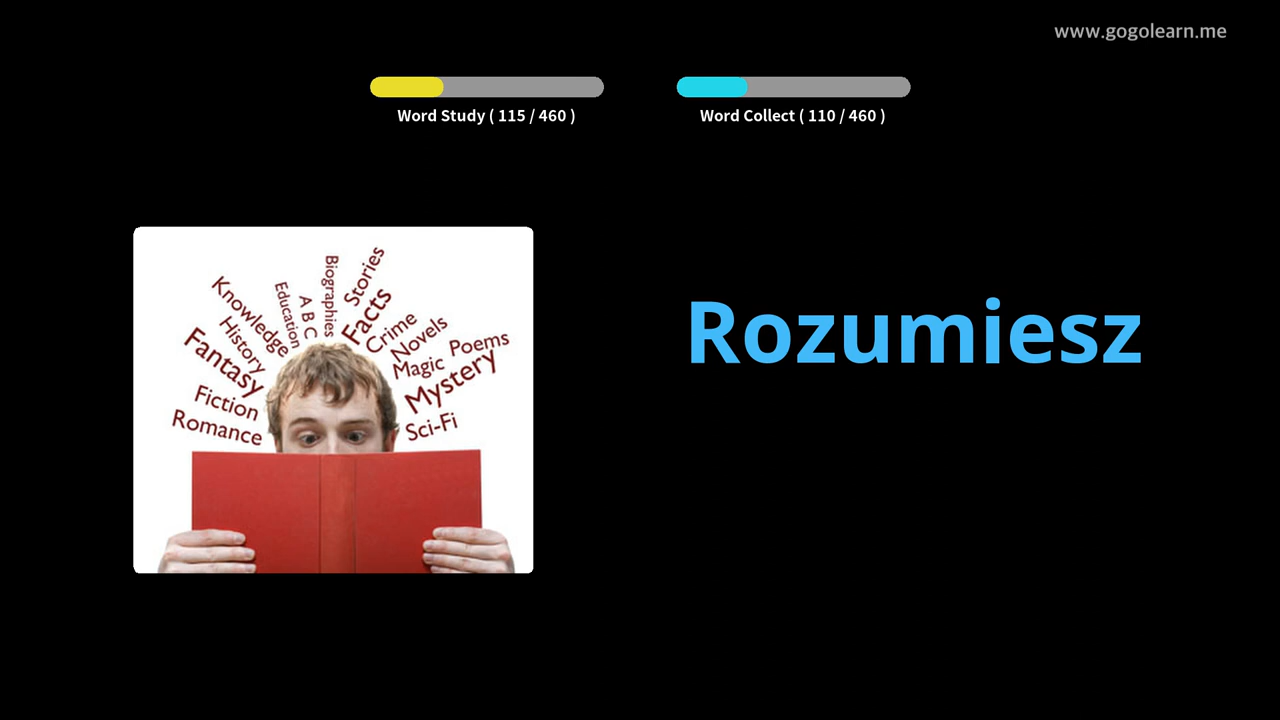 www.gogolearn.me
Word Study ( 115 / 460 )
Word Collect ( 110 / 460 )
Rozumiesz
Stories
Biographies
Facts
A B C
Education
Knowledge
History
Crime
Novels
Poems
Fantasy
Magic
Mystery
Fiction
Romance
Sci-Fi